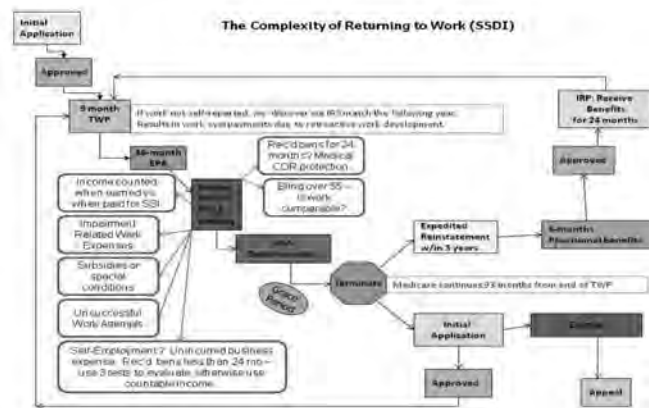 The Complexity of Returning to Work (SSDI)
Initial
Application
Approved
9 month
TWP
If work not self-reported, we discover via IRS match the following year.
Results in work overpayments due to retroactive work development.
IRP: Receive
Benefits
for 24 months
Approved
36-month
EPE
Rec'd bens for 24
months? Medical
CDR protection
Income counted
when earned vs.
when paid for SSI
Being over 55 –
is work
comparable?
Impairment
Related Work
Expenses
Expedited
Reinstatement
w/in 5 years
6-months Provisional Benefits
Subsidies or
special
conditions
Grace
Period
Terminate
Medicare continues 93 months from end of TWP
Unsuccessful
Work Attempts
Initial
Application
Self-Employment? Unincurred business
expense. Rec'd bens less than 24 mo –
use 3 tests to evaluate, otherwise use
countable income.
Approved
Appeal